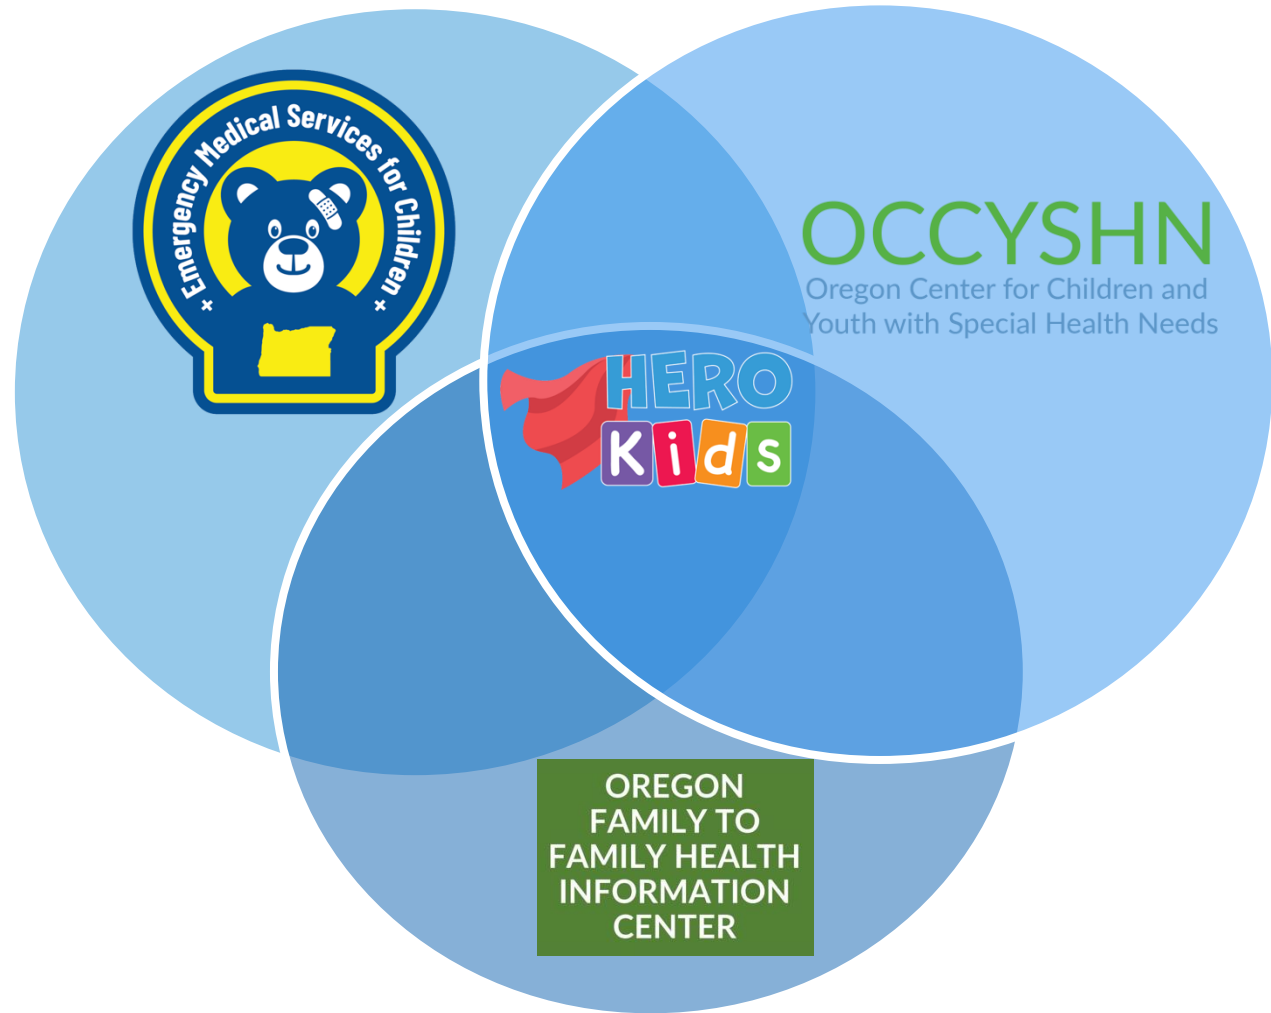 + Emergency Medical Services for Children +
OCCYSHN
Oregon Center for Children and
Youth with Special Health Needs
HERO
Kids
OREGON
FAMILY TO
FAMILY HEALTH
INFORMATION
CENTER